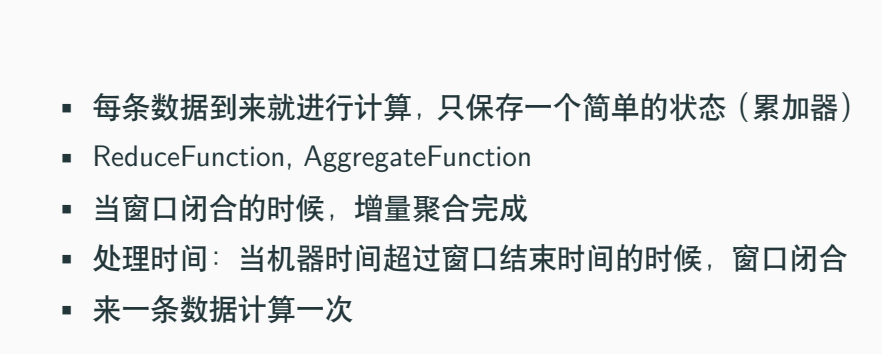 ▪ 每条数据到来就进行计算，只保存一个简单的状态（累加器）
▪ ReduceFunction, AggregateFunction
▪ 当窗口闭合的时候，增量聚合完成
▪ 处理时间：当机器时间超过窗口结束时间的时候，窗口闭合
▪ 来一条数据计算一次